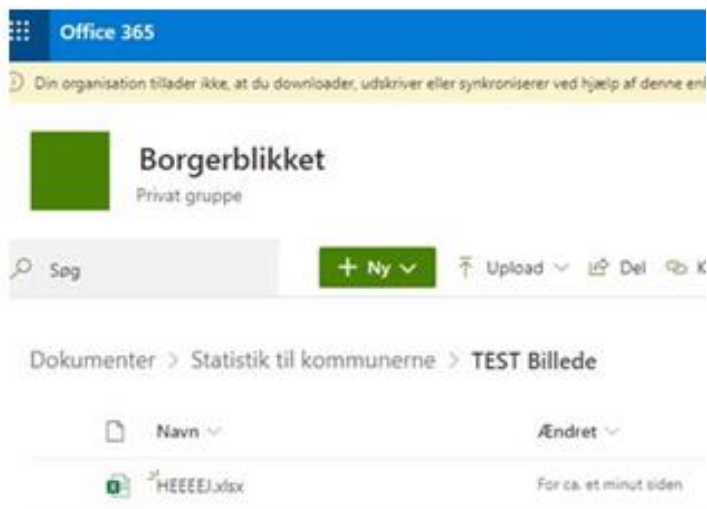 Office 365
Din organisation tillader ikke, at du downloader, udskriver eller synkroniserer ved hjælp af denne
Borgerblikket
Privat gruppe
Søg
+ Ny
Upload
Del
Dokumenter > Statistik til kommunerne > TEST Billede
Navn
Ændret
HEEEEJ.xlsx
For ca. et minut siden